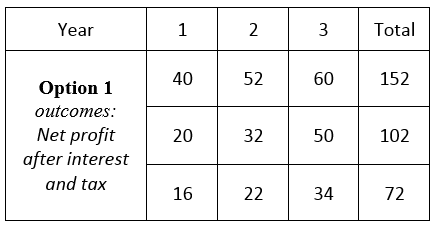 Year 1 2 3 Total
Option 1
outcomes:
Net profit
after interest
and tax
40 52 60 152
20 32 50 102
16 22 34 72